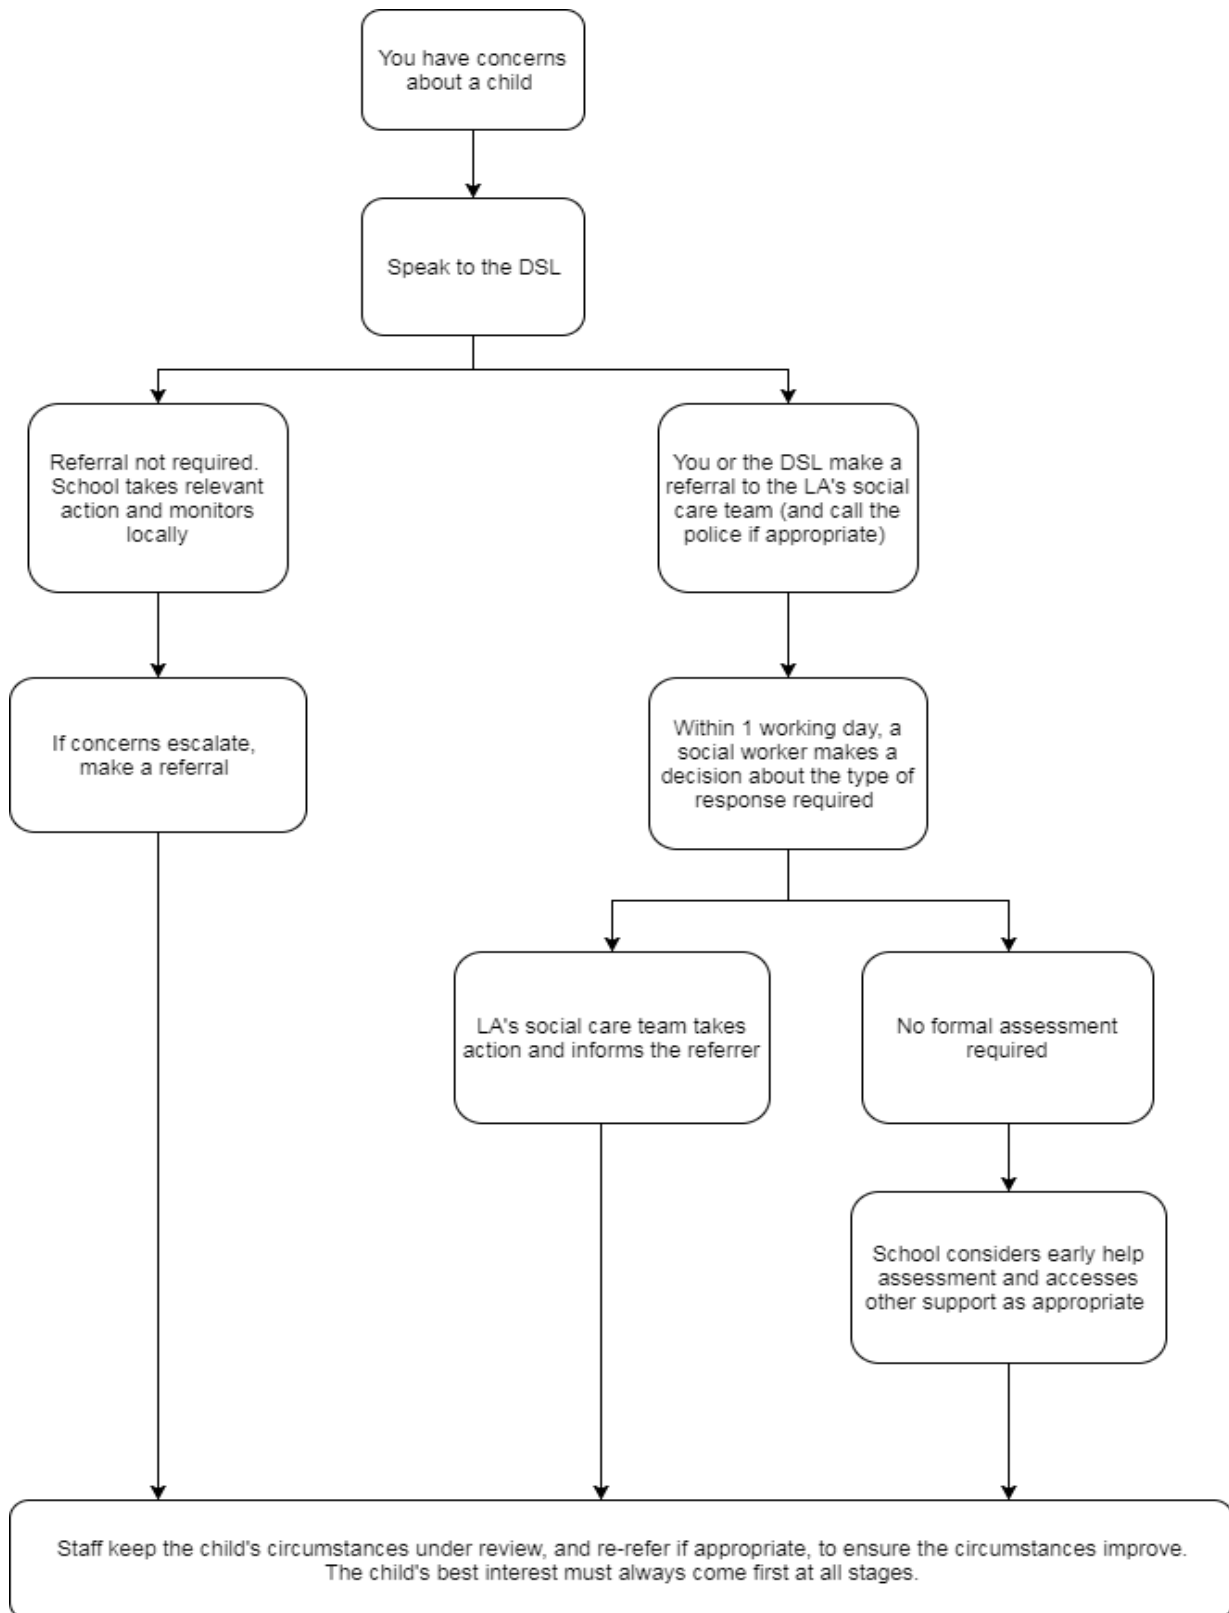 You have concerns
about a child
Speak to the DSL
Referral not required.
School takes relevant
action and monitors
locally
You or the DSL make a
referral to the LA's social
care team (and call the
police if appropriate)
If concerns escalate,
make a referral
Within 1 working day, a
social worker makes a
decision about the type of
response required
LA's social care team takes
action and informs the referrer
No formal assessment
required
School considers early help
assessment and accesses
other support as appropriate
Staff keep the child's circumstances under review, and re-refer if appropriate, to ensure the circumstances improve.
The child's best interest must always come first at all stages.